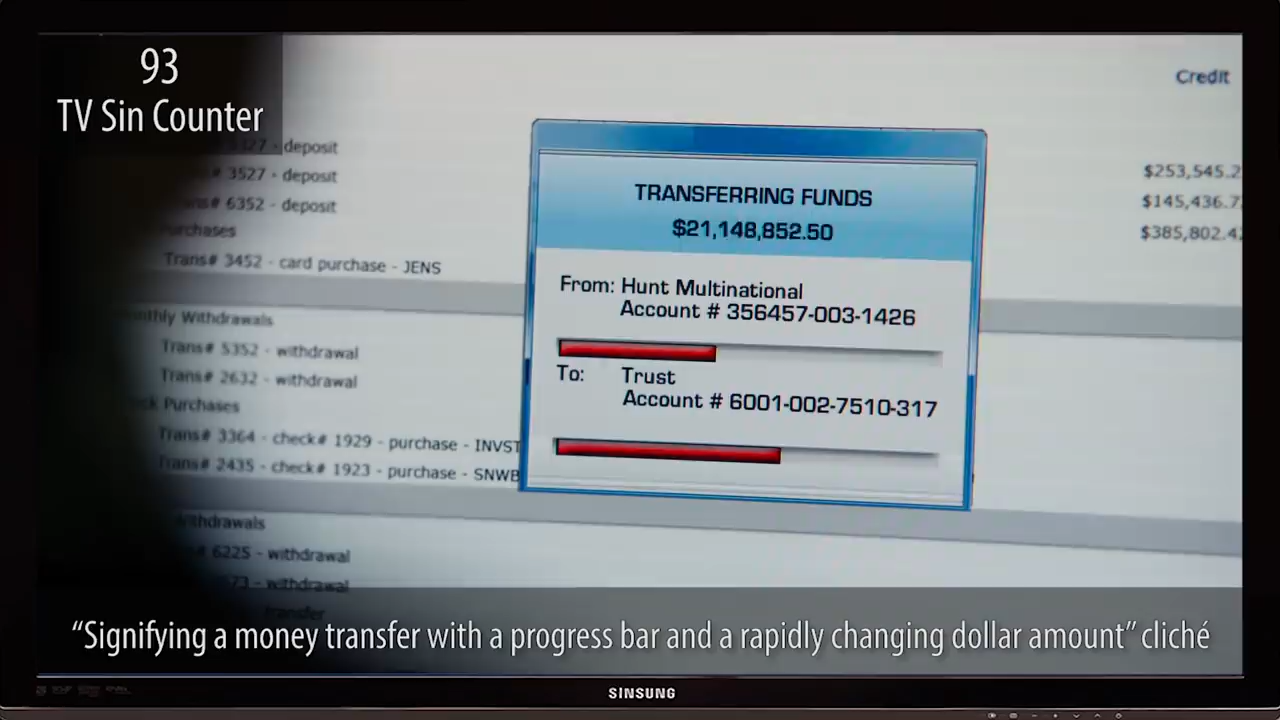 93
TV Sin Counter
Credit
deposit
# 3527 - deposit
$253,545.2
# 6352 - deposit
$145,436.7
$385,802.4
Trans# 3452 - card purchase - JENS
TRANSFERRING FUNDS
$21,148,852.50
From: Hunt Multinational
Account # 356457-003-1426
To: Trust
Account # 6001-002-7510-317
Withdrawals
Trans# 5352 - withdrawal
Trans# 2632 - withdrawal
Purchases
Trans# 3364 - check# 1929 - purchase - INVST
Trans# 2435 - check# 1923 - purchase - SNWB
# 6225 - withdrawal
withdrawal
transfer
“Signifying a money transfer with a progress bar and a rapidly changing dollar amount” cliché
SINSUNG